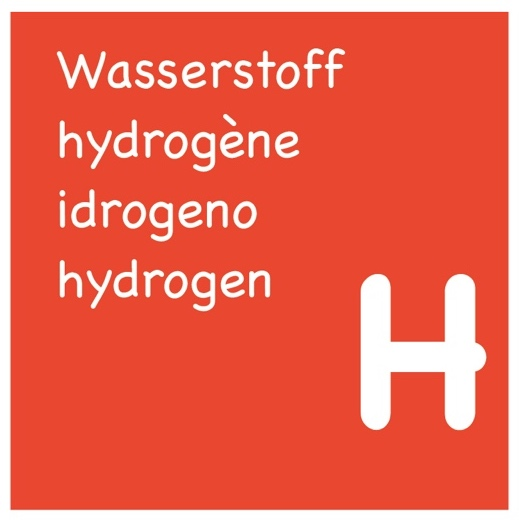 Wasserstoff
hydrogène
idrogeno
hydrogen
H